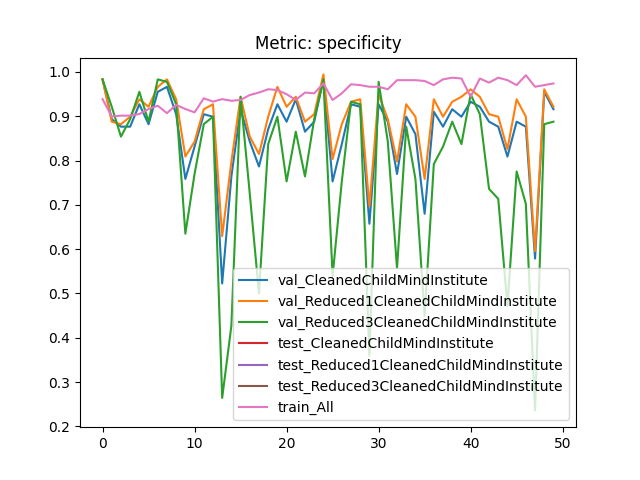 Metric: specificity
1.0
0.9
0.8
0.7
0.6
0.5
0.4
0.3
0.2
0
10
20
30
40
50
val_CleanedChildMindInstitute
val_Reduced1CleanedChildMindInstitute
val_Reduced3CleanedChildMindInstitute
test_CleanedChildMindInstitute
test_Reduced1CleanedChildMindInstitute
test_Reduced3CleanedChildMindInstitute
train_All